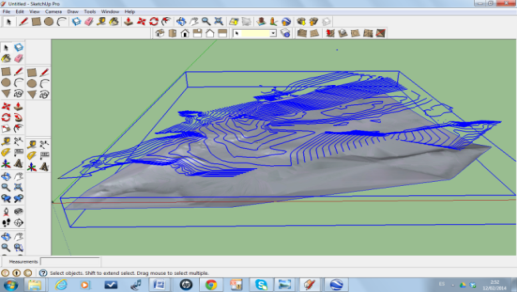 Untitled - SketchUp Pro
File Edit View Camera Draw Tools Window Help
Measurements
Select objects. Shift to extend select. Drag mouse to select multiple.
ES